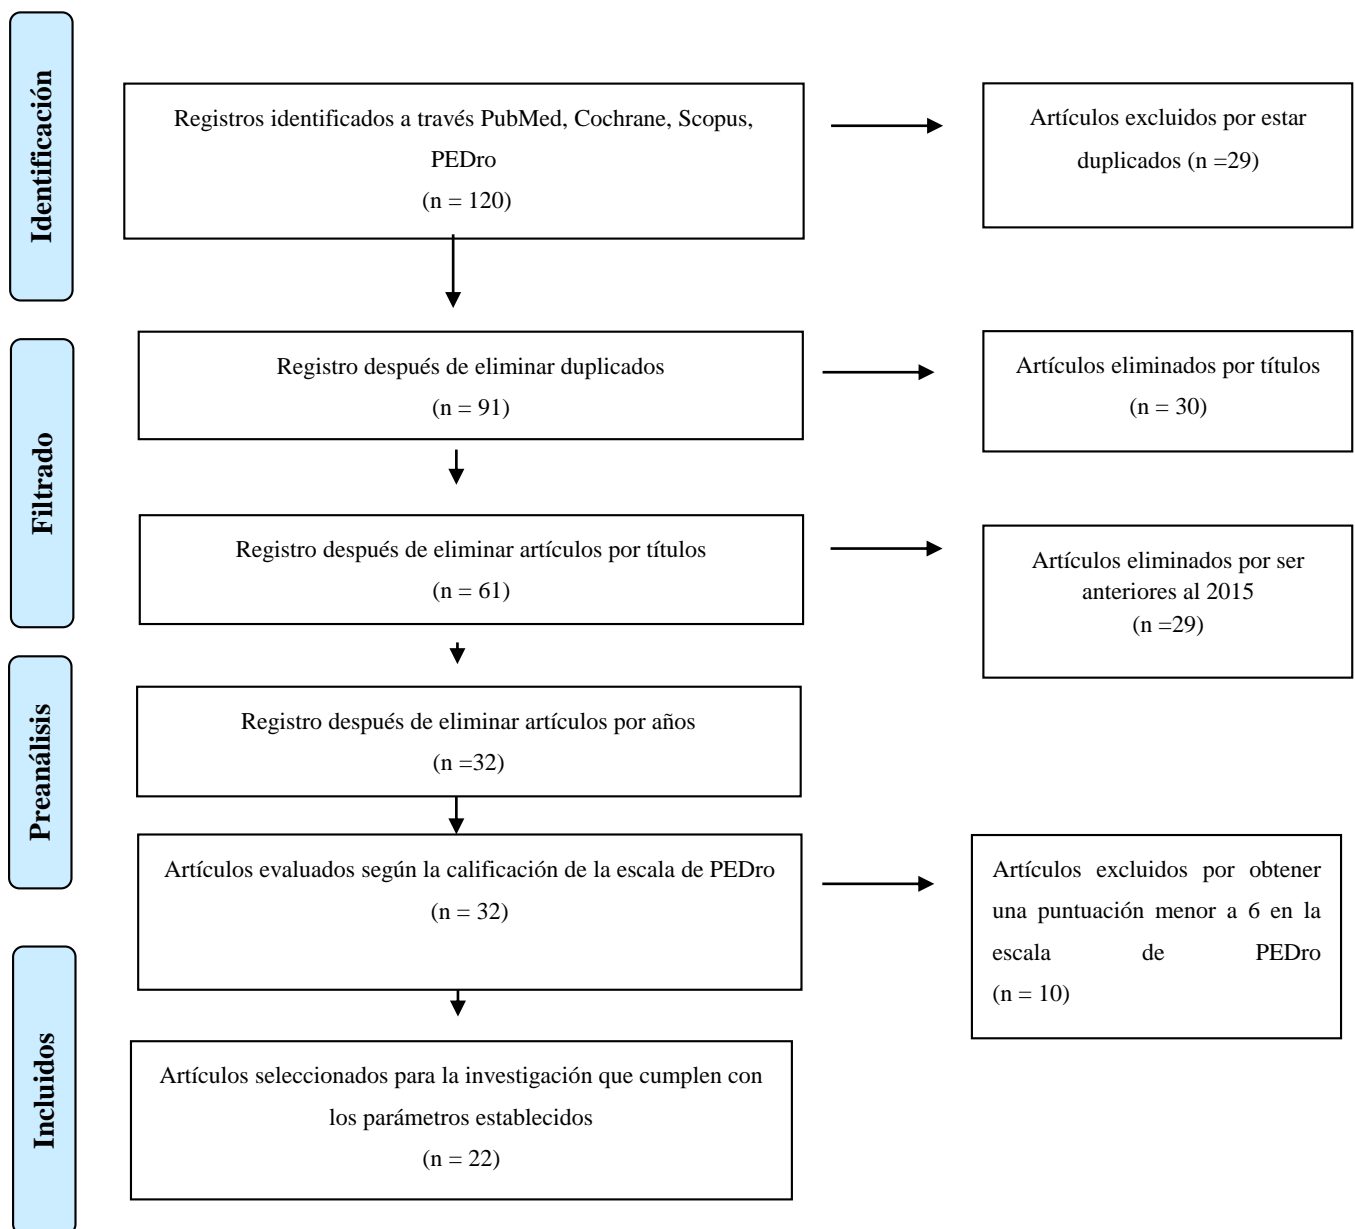 Identificación
Registros identificados a través PubMed, Cochrane, Scopus,
PEDro
(n = 120)
Artículos excluidos por estar
duplicados (n =29)
Filtrado
Registro después de eliminar duplicados
(n = 91)
Artículos eliminados por títulos
(n = 30)
Registro después de eliminar artículos por títulos
(n = 61)
Artículos eliminados por ser
anteriores al 2015
(n =29)
Preanálisis
Registro después de eliminar artículos por años
(n =32)
Artículos evaluados según la calificación de la escala de PEDro
(n = 32)
Artículos excluidos por obtener
una puntuación menor a 6 en la
escala de PEDro
(n = 10)
Incluidos
Artículos seleccionados para la investigación que cumplen con
los parámetros establecidos
(n = 22)